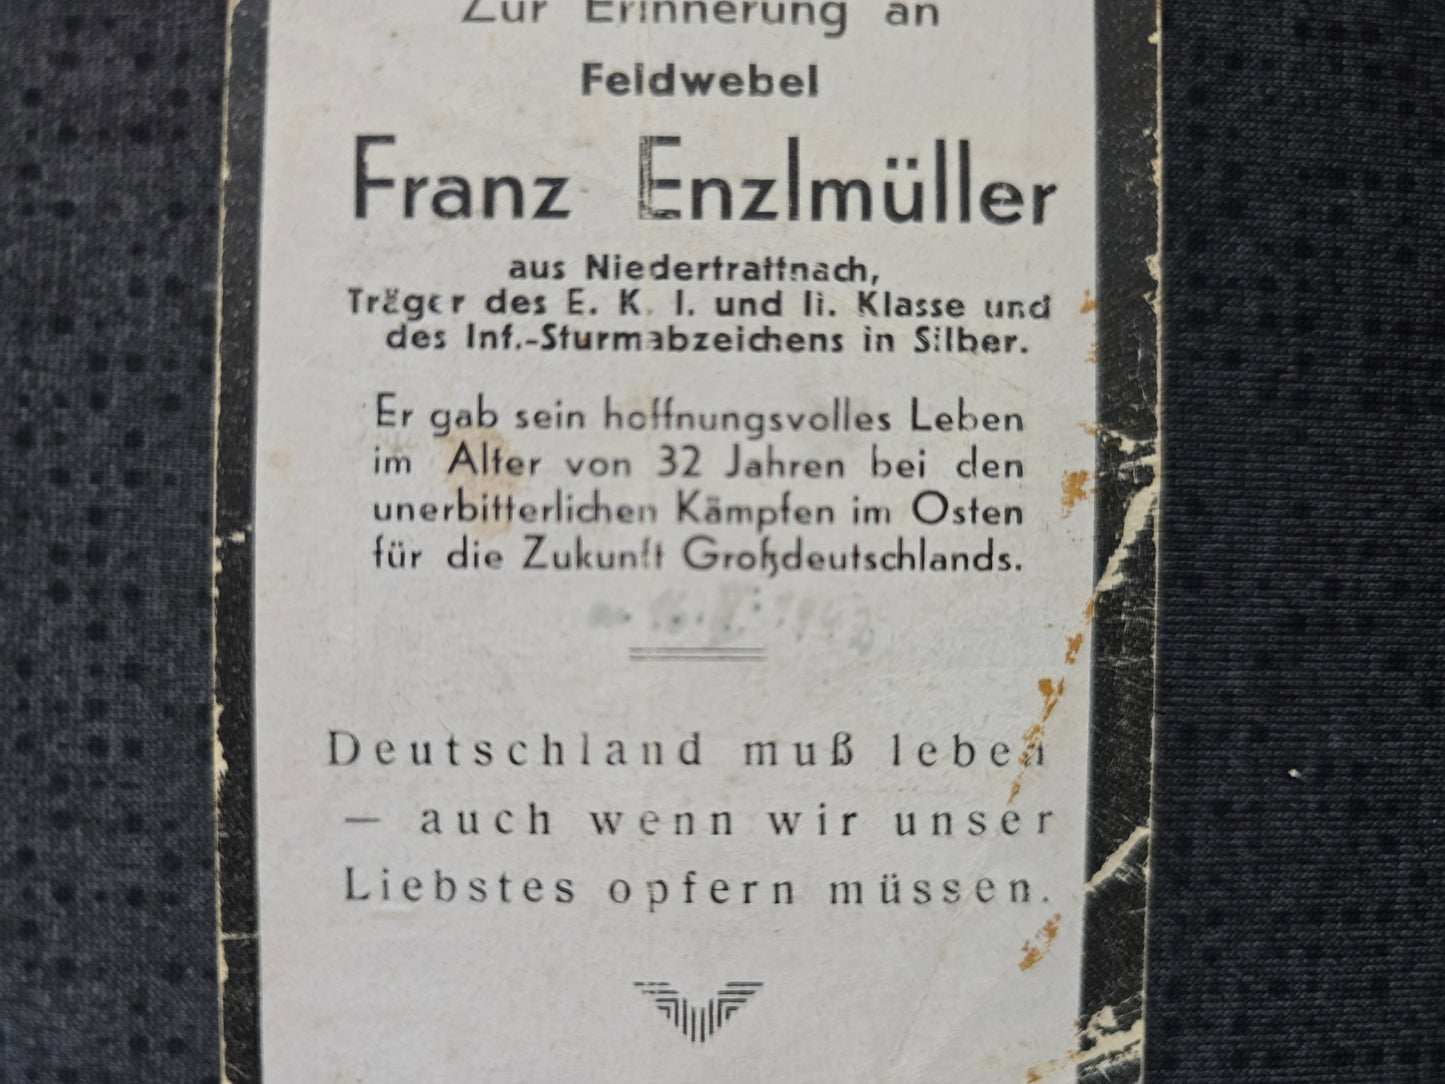 Zur Erinnerung an
Feldwebel
Franz Enzlmüller
aus Niedertrattnach,
Träger des E. K. I. und II. Klasse und
des Inf.-Sturmabzeichens in Silber.
Er gab sein hoffnungsvolles Leben
im Alter von 32 Jahren bei den
unerbitterlichen Kämpfen im Osten
für die Zukunft Großdeutschlands.
Deutschland muß leben
— auch wenn wir unser
Liebstes opfern müssen.